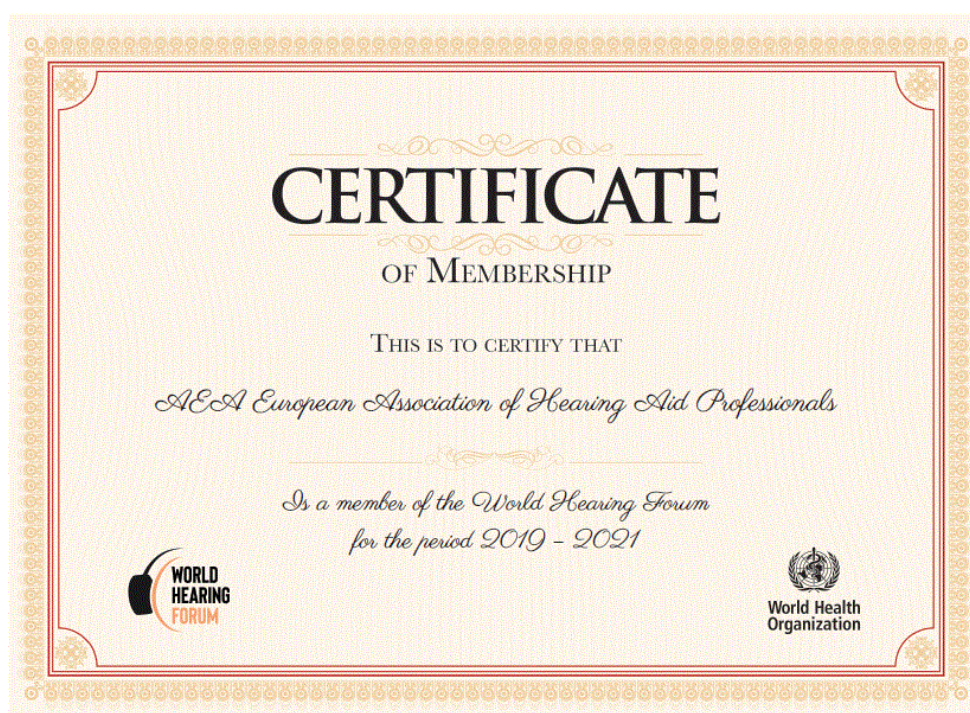 CERTIFICATE
OF MEMBERSHIP
THIS IS TO CERTIFY THAT
AEA European Association of Hearing Aid Professionals
Is a member of the World Hearing Forum
for the period 2019 – 2021
WORLD
HEARING
FORUM
World Health
Organization